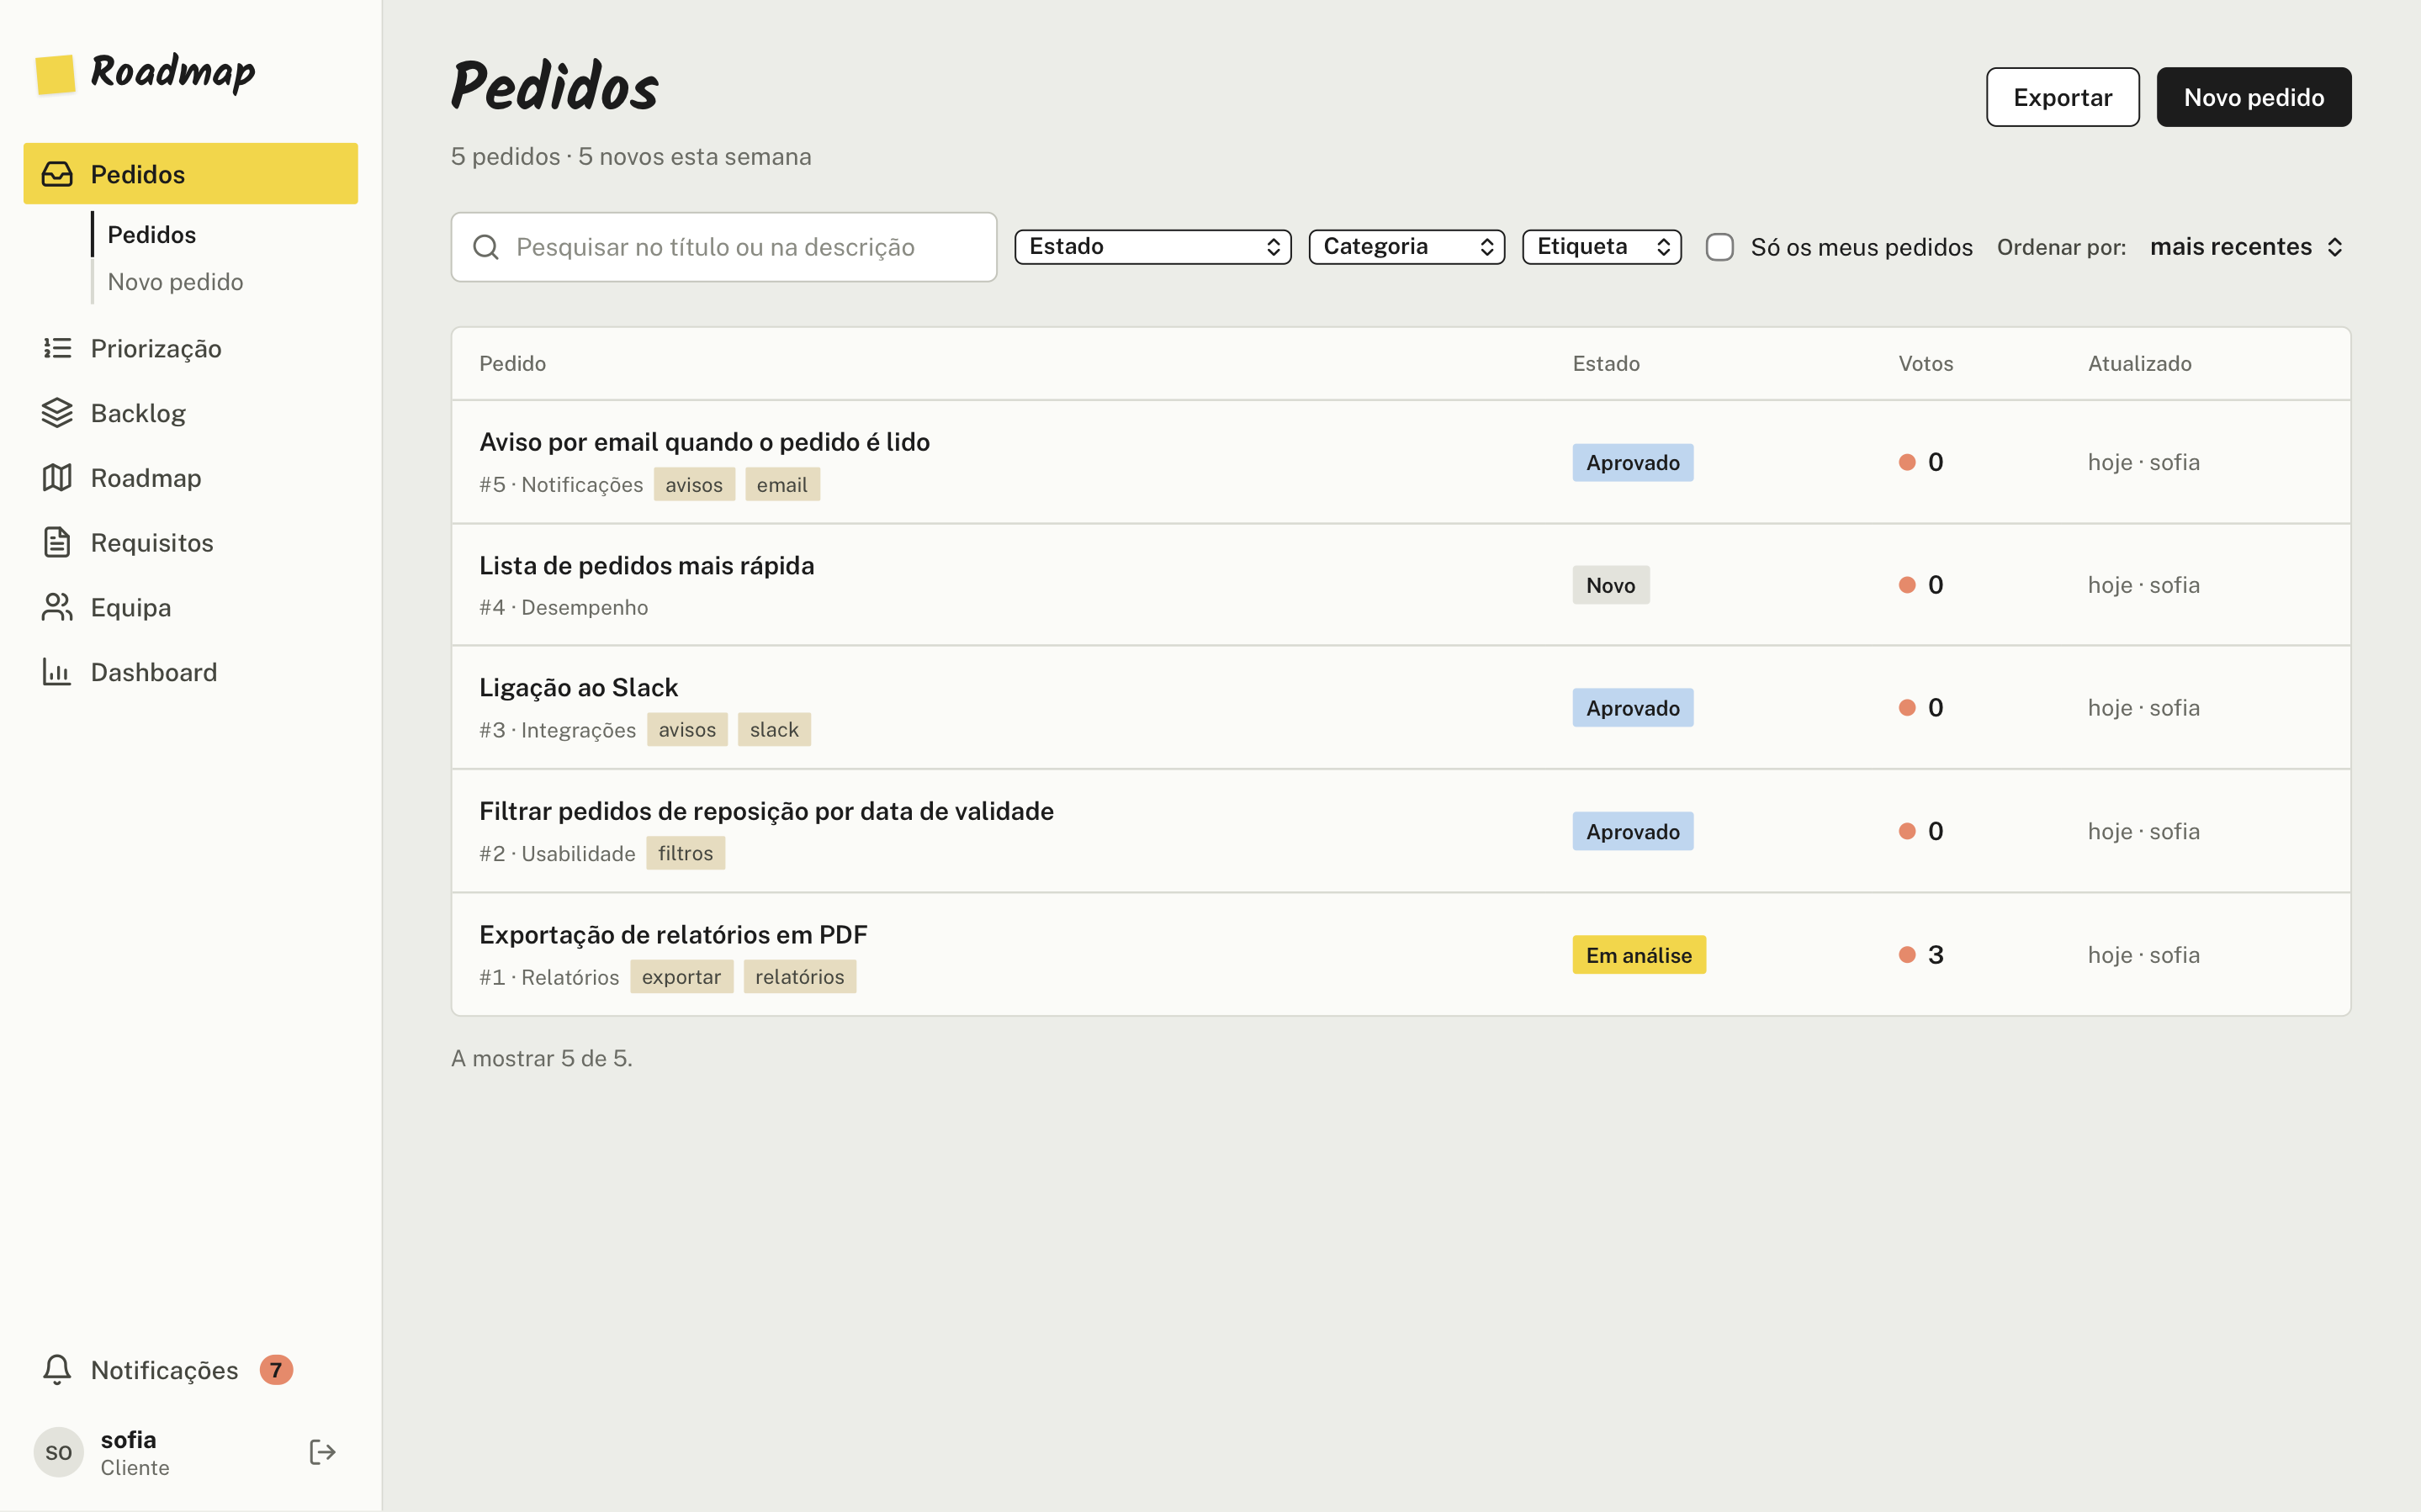 Roadmap
Pedidos
Pedidos
Novo pedido
Priorização
Backlog
Roadmap
Requisitos
Equipa
Dashboard
Notificações 7
SO sofia
Cliente
Pedidos
5 pedidos · 5 novos esta semana
Exportar Novo pedido
Pesquisar no título ou na descrição Estado Categoria Etiqueta Só os meus pedidos Ordenar por: mais recentes
Pedido Estado Votos Atualizado
Aviso por email quando o pedido é lido
#5 · Notificações avisos email
Aprovado 0 hoje · sofia
Lista de pedidos mais rápida
#4 · Desempenho
Novo 0 hoje · sofia
Ligação ao Slack
#3 · Integrações avisos slack
Aprovado 0 hoje · sofia
Filtrar pedidos de reposição por data de validade
#2 · Usabilidade filtros
Aprovado 0 hoje · sofia
Exportação de relatórios em PDF
#1 · Relatórios exportar relatórios
Em análise 3 hoje · sofia
A mostrar 5 de 5.